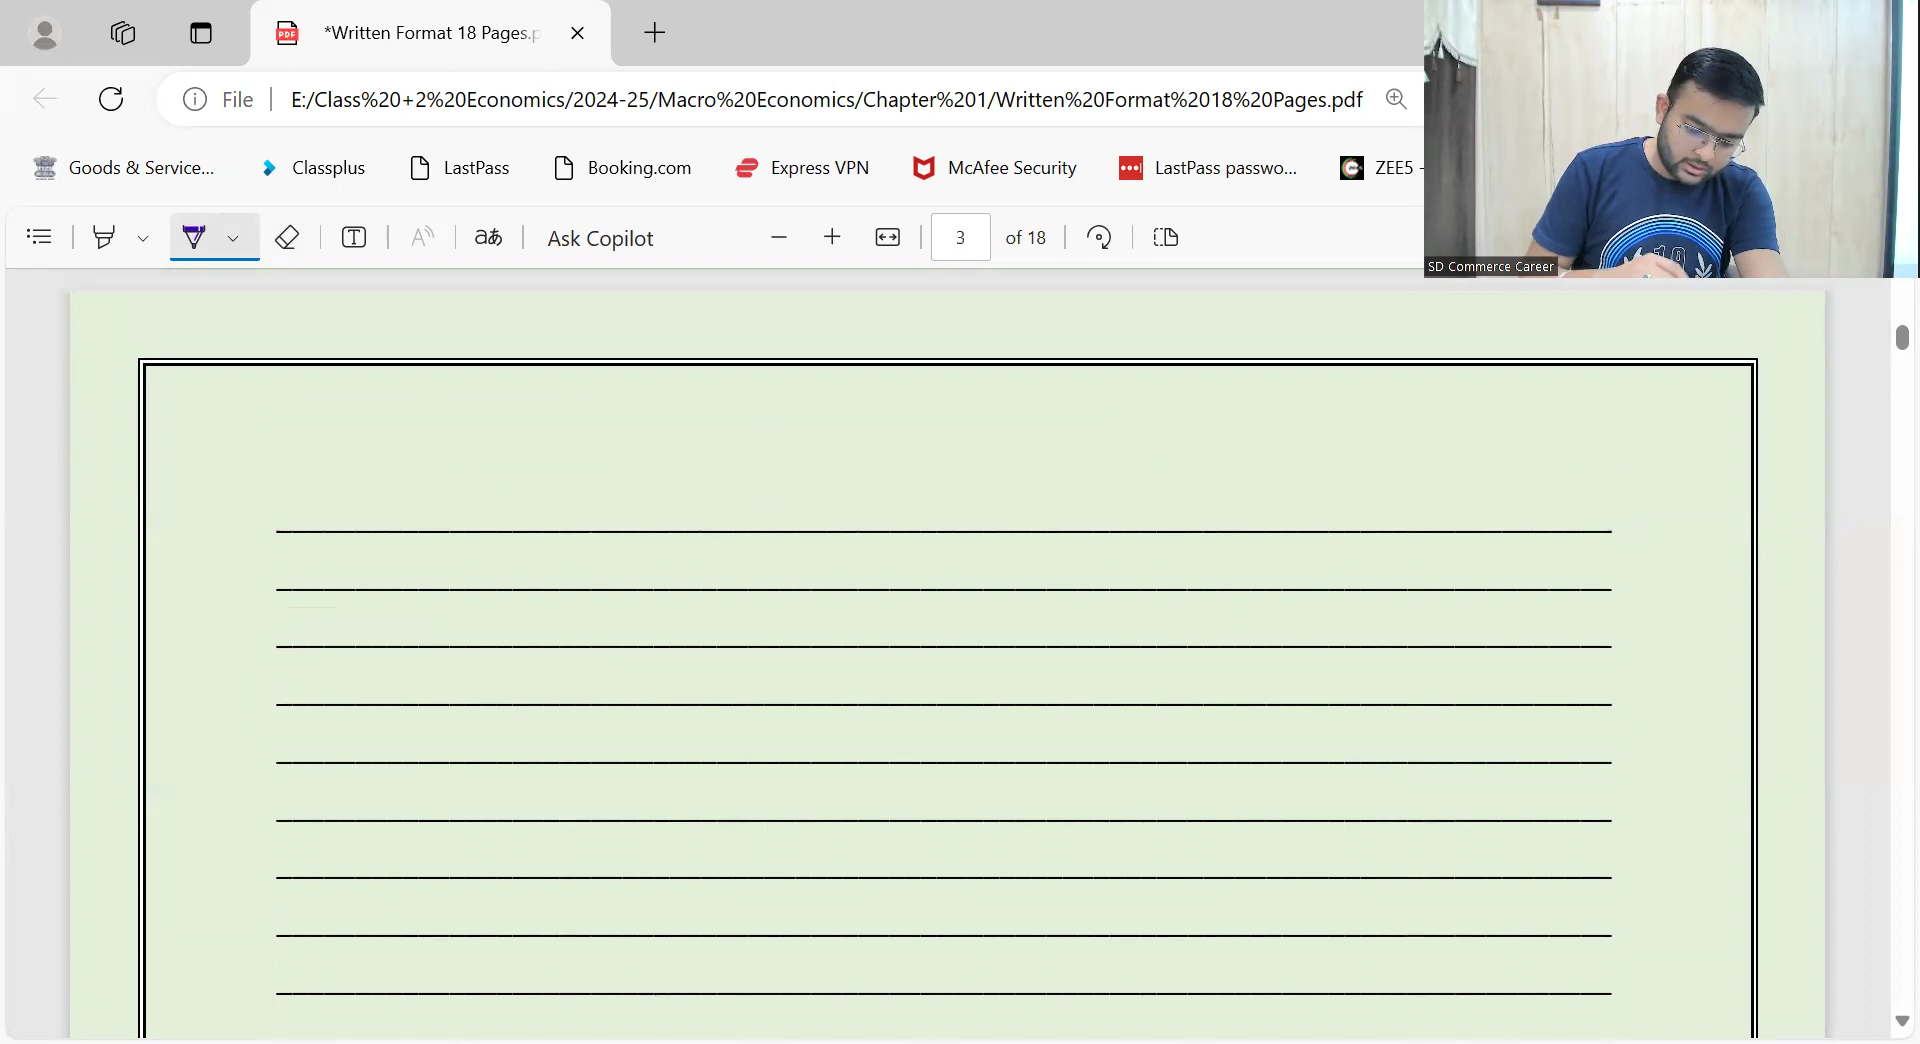 *Written Format 18 Pages.p
File
E:/Class%20+2%20Economics/2024-25/Macro%20Economics/Chapter%201/Written%20Format%2018%20Pages.pdf
Goods & Service...
Classplus
LastPass
Booking.com
Express VPN
McAfee Security
LastPass passwo...
ZEE5 -
T
A
aあ
Ask Copilot
3
of 18
SD Commerce Career